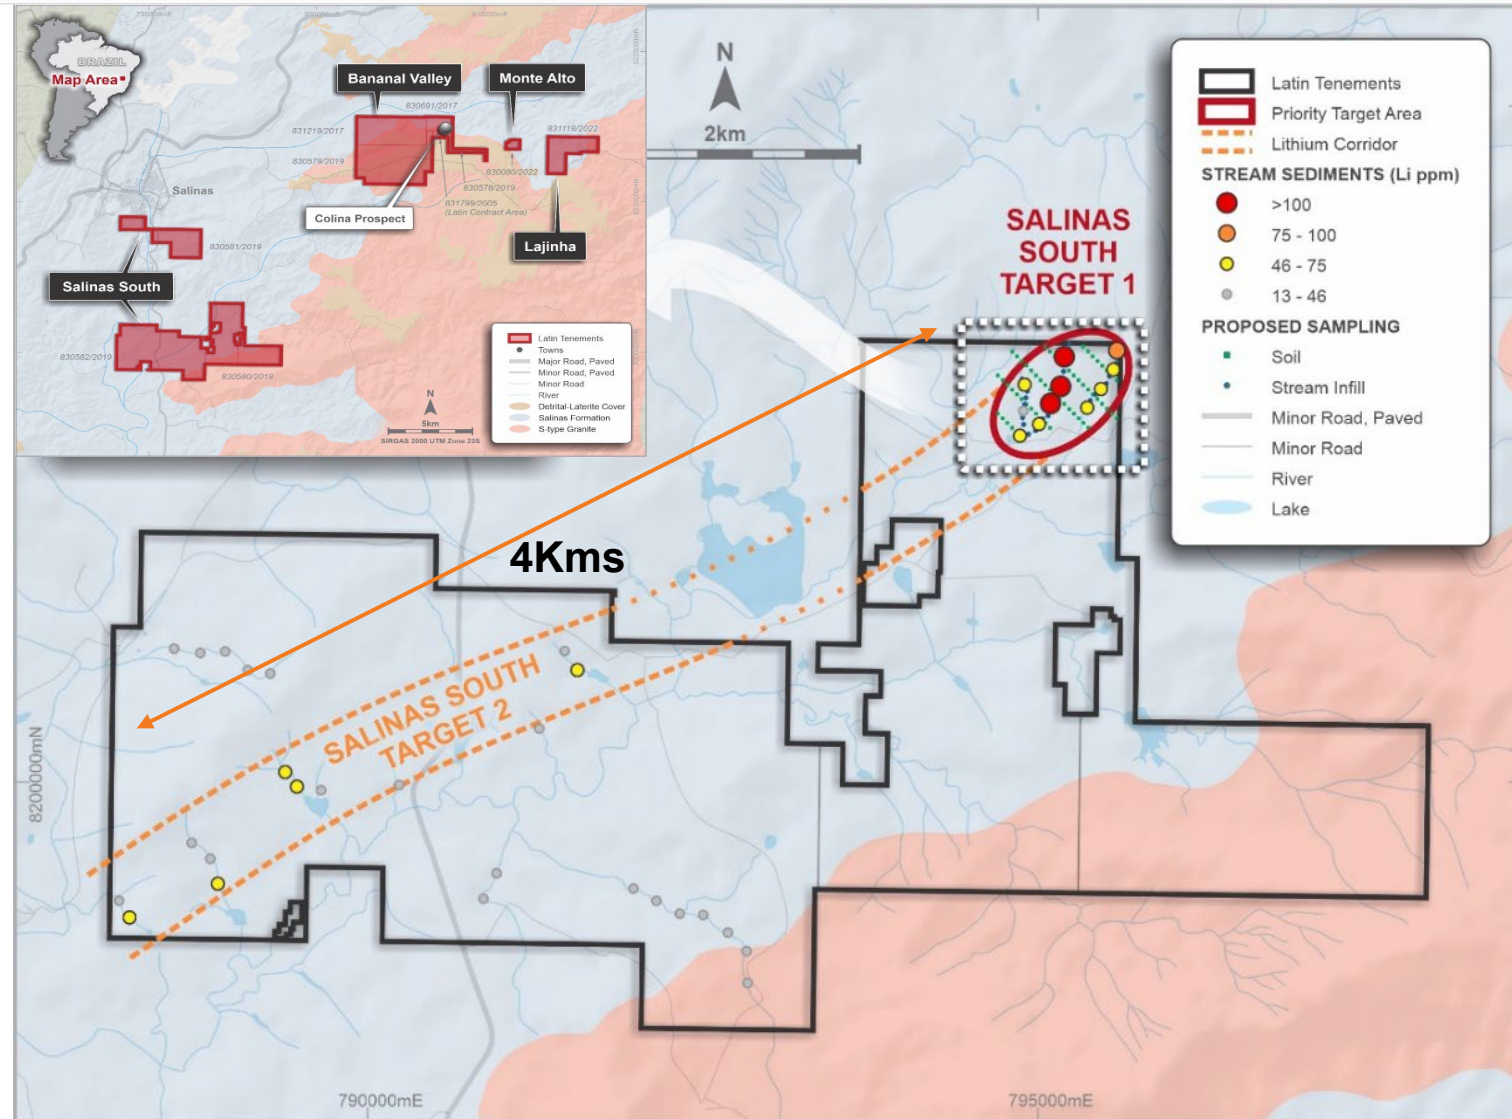 BRAZIL
Map Area
Bananal Valley
Monte Alto
830691/2017
831219/2017
831118/2022
830579/2019
830080/2022
830578/2019
831799/2005
(Latin Contract Area)
Salinas
Colina Prospect
Lajinha
830581/2019
Salinas South
830582/2019
830580/2019
Latin Tenements
Towns
Major Road, Paved
Minor Road, Paved
Minor Road
River
Detrital-Laterite Cover
Salinas Formation
S-type Granite
N
5km
SIRGAS 2000 UTM Zone 23S
N
2km
SALINAS
SOUTH
TARGET 1
Latin Tenements
Priority Target Area
Lithium Corridor
STREAM SEDIMENTS (Li ppm)
>100
75 - 100
46 - 75
13 - 46
PROPOSED SAMPLING
Soil
Stream Infill
Minor Road, Paved
Minor Road
River
Lake
4Kms
SALINAS SOUTH
TARGET 2
8200000mN
790000mE
795000mE